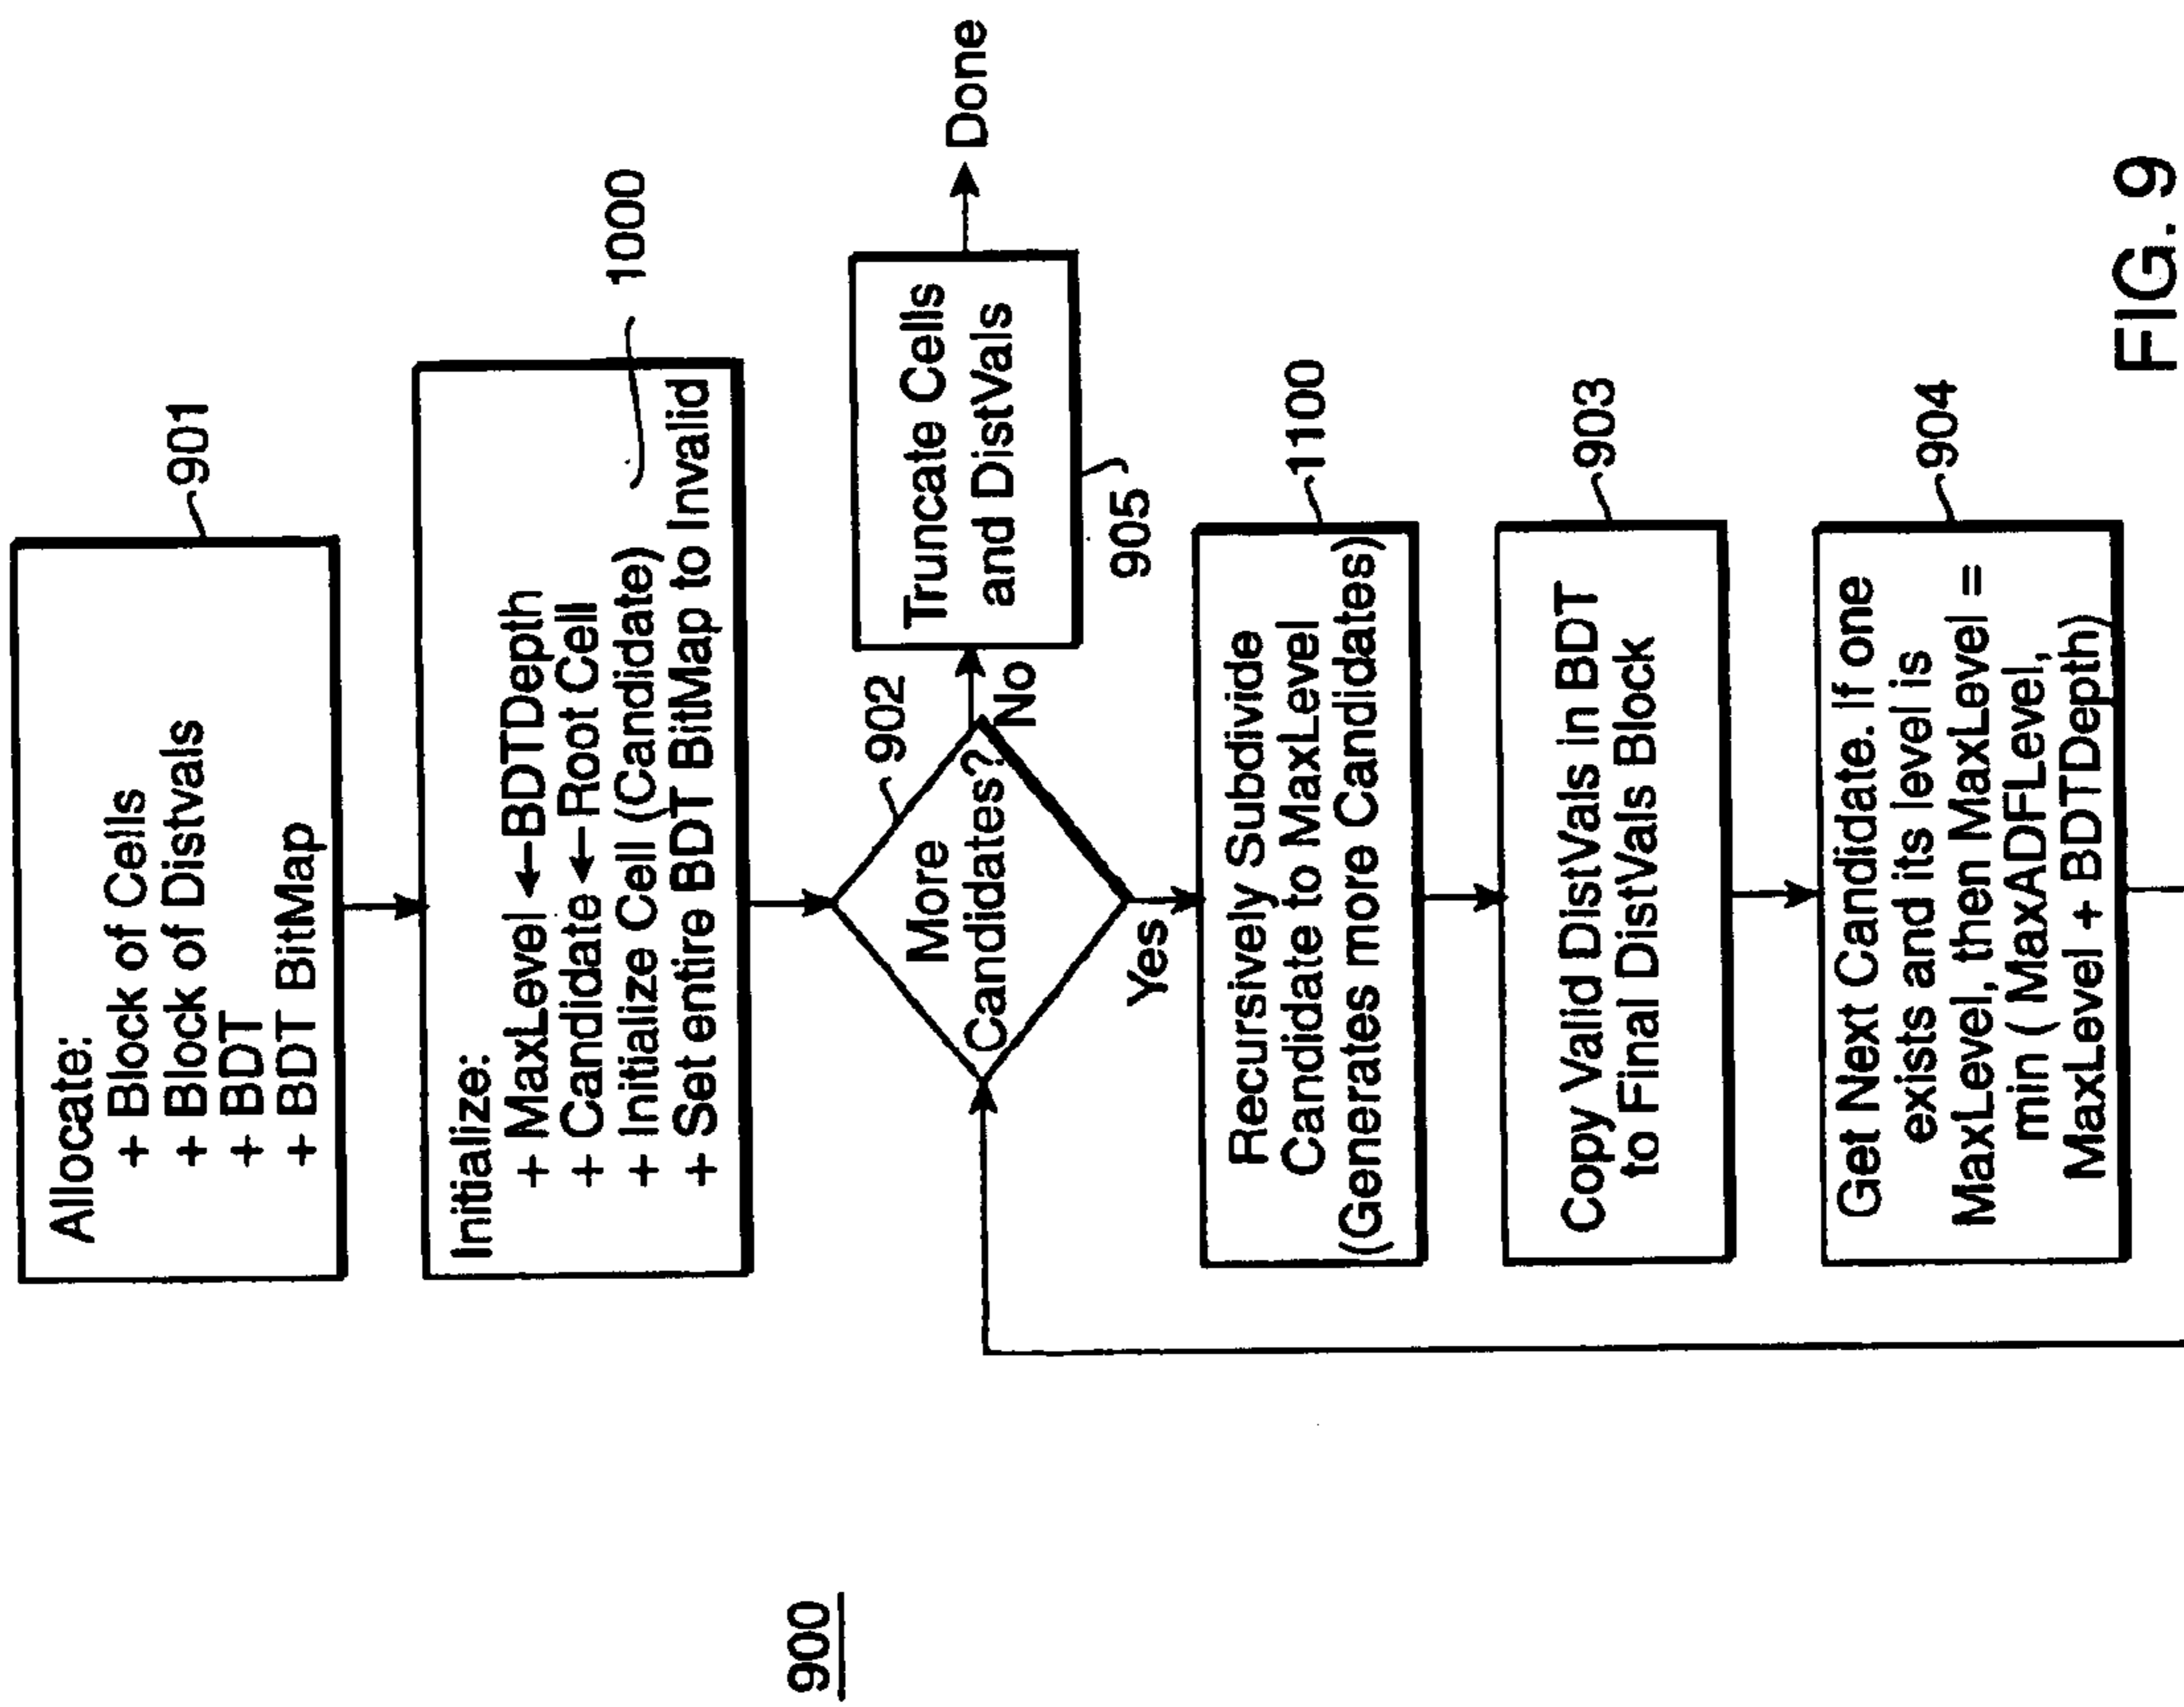 900
Allocate:
+ Block of Cells
+ Block of Distvals
+ BDT
+ BDT BitMap
901
Initialize:
+ MaxLevel ←BDTDepth
+ Candidate ←Root Cell
+ Initialize Cell (Candidate)
+ Set entire BDT BitMap to Invalid
1000
More
Candidates?
902
No
Yes
Truncate Cells
and DistVals
905
Done
Recursively Subdivide
Candidate to MaxLevel
(Generates more Candidates)
1100
Copy Valid DistVals in BDT
to Final DistVals Block
903
Get Next Candidate. If one
exists and its level is
MaxLevel, then MaxLevel =
min (MaxADFLevel,
MaxLevel + BDTDepth)
904
FIG. 9